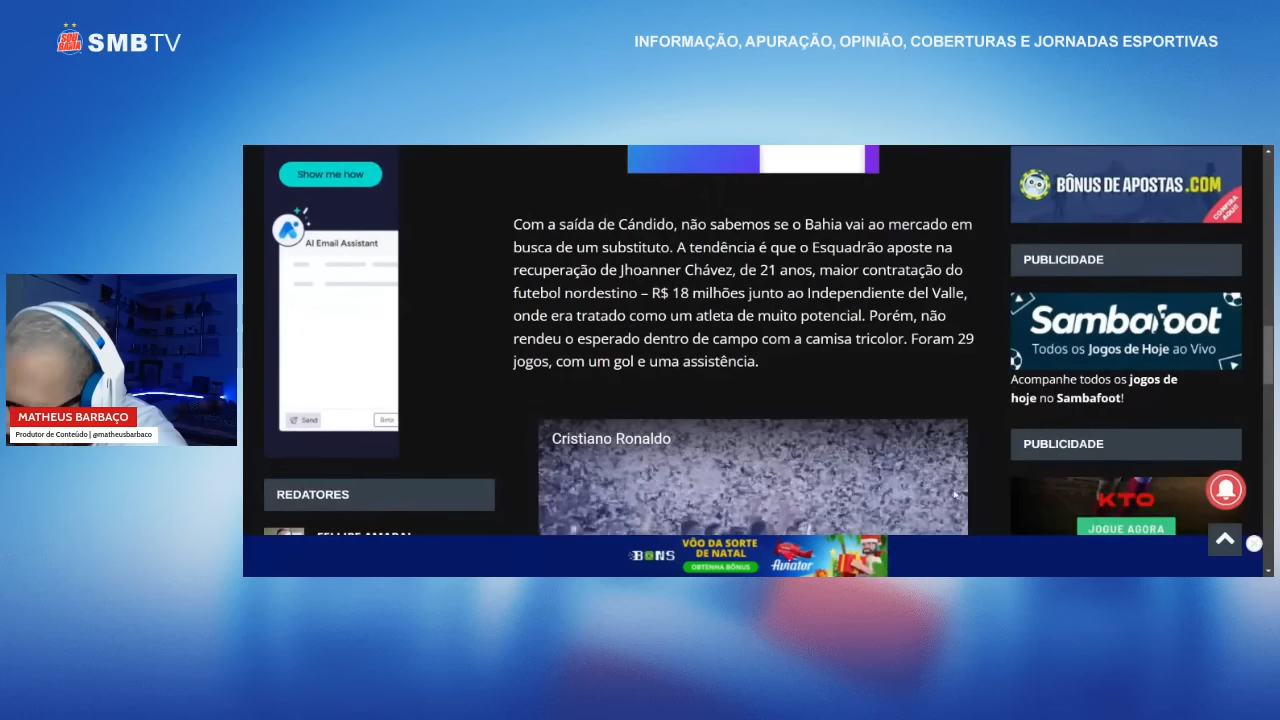 SOU BAHIA
SMBTV
INFORMAÇÃO, APURAÇÃO, OPINIÃO, COBERTURAS E JORNADAS ESPORTIVAS
Show me how
AI Email Assistant
Send
Beta
REDATORES
FELLIPE AMARAL
MATHEUS BARBAÇO
Produtor de Conteúdo | @matheusbarbaco
Com a saída de Cándido, não sabemos se o Bahia vai ao mercado em
busca de um substituto. A tendência é que o Esquadrão aposte na
recuperação de Jhoanner Chávez, de 21 anos, maior contratação do
futebol nordestino – R$ 18 milhões junto ao Independiente del Valle,
onde era tratado como um atleta de muito potencial. Porém, não
rendeu o esperado dentro de campo com a camisa tricolor. Foram 29
jogos, com um gol e uma assistência.
Cristiano Ronaldo
BÔNUS DE APOSTAS.COM
CONFIRA
AQUI
PUBLICIDADE
Sambafoot
Todos os Jogos de Hoje ao Vivo
Acompanhe todos os jogos de
hoje no Sambafoot!
PUBLICIDADE
KTO
JOGUE AGORA
BONS
VÔO DA SORTE
DE NATAL
OBTENHA BÔNUS
Aviator